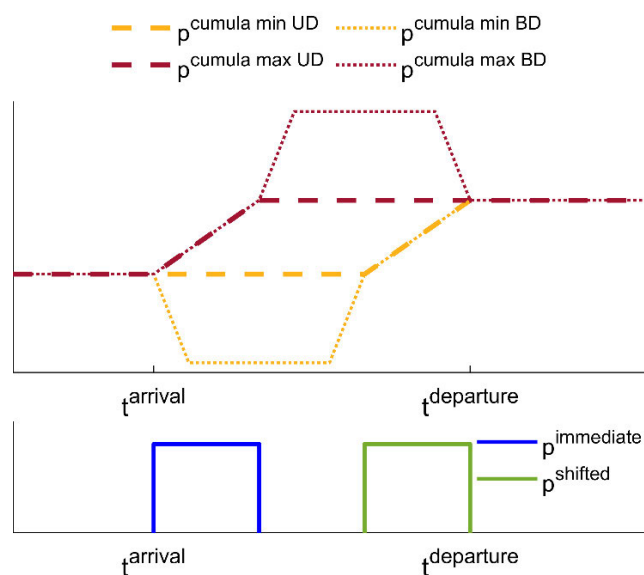 p^cumula min UD p^cumula min BD
p^cumula max UD p^cumula max BD
t^arrival t^departure
p^immediate
p^shifted
t^arrival t^departure